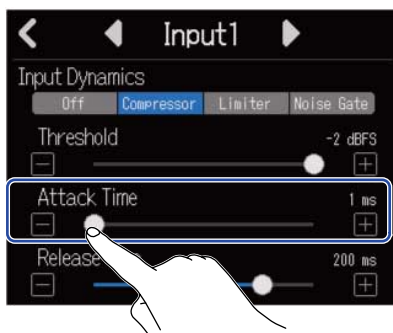 Input1
Input Dynamics
Off Compressor Limiter Noise Gate
Threshold -2 dBFS
Attack Time 1 ms
Release 200 ms